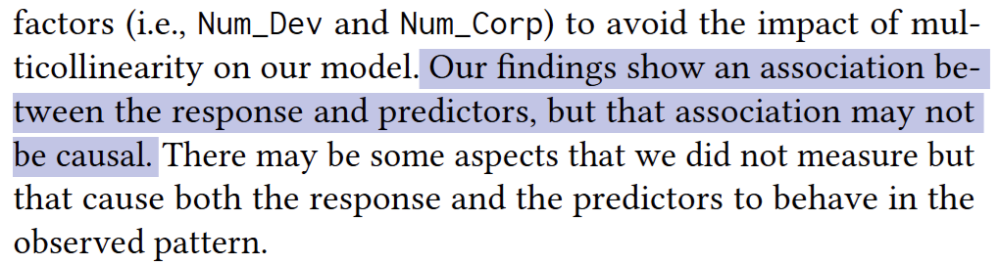 factors (i.e., Num_Dev and Num_Corp) to avoid the impact of mul-
ticollinearity on our model. Our findings show an association be-
tween the response and predictors, but that association may not
be causal. There may be some aspects that we did not measure but
that cause both the response and the predictors to behave in the
observed pattern.